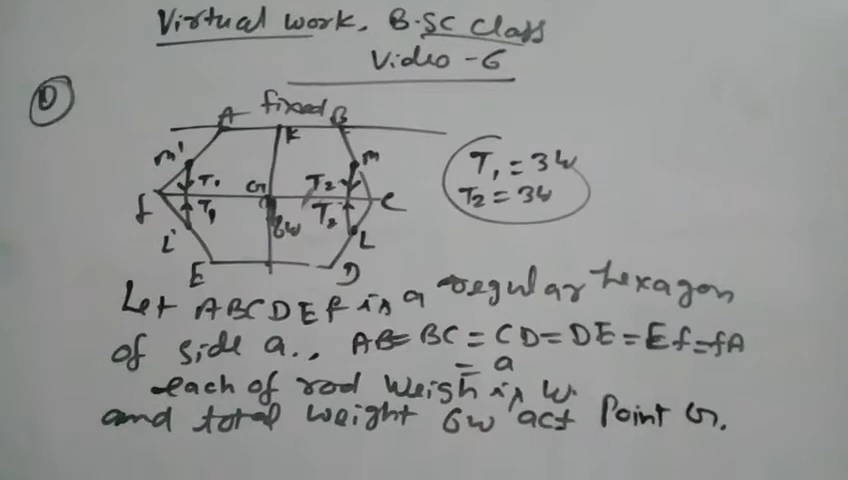 Virtual work. B.SC Class
Video - 6
①
A fixed B
K
m' m
T₁ G T₂
f C
T₁ 6w T₂
L' L
E D
T₁ = 3W
T₂ = 3W
Let ABCDEf is a regular hexagon
of side a., AB= BC = CD = DE = Ef = fA
= a
each of rod weigh is w.
and total weight 6w act Point G.